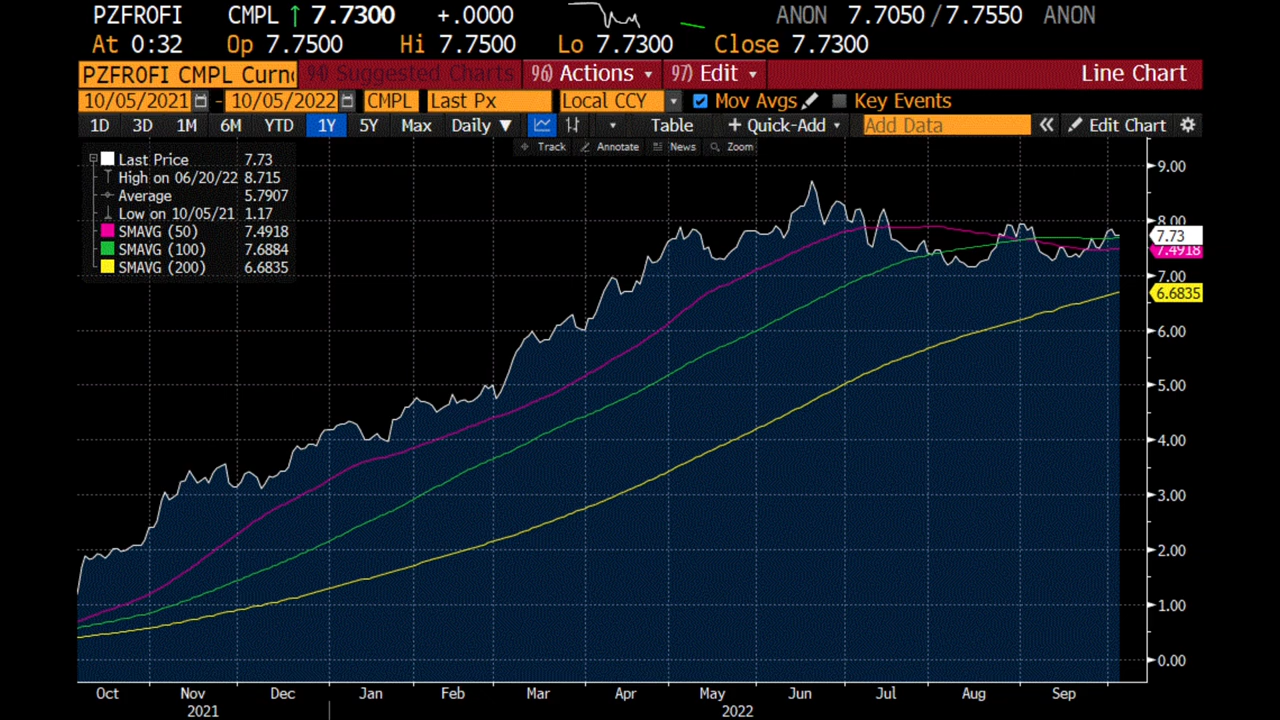 PZFR0FI CMPL ↑ 7.7300 +.0000 ANON 7.7050/7.7550 ANON
At 0:32 Op 7.7500 Hi 7.7500 Lo 7.7300 Close 7.7300
PZFR0FI CMPL Curnc 94) Suggested Charts 96) Actions 97) Edit Line Chart
10/05/2021 - 10/05/2022 CMPL Last Px Local CCY Mov Avgs Key Events
1D 3D 1M 6M YTD 1Y 5Y Max Daily ▼ Table + Quick-Add Add Data « Edit Chart
Track Annotate News Zoom
Last Price 7.73
High on 06/20/22 8.715
Average 5.7907
Low on 10/05/21 1.17
SMAVG (50) 7.4918
SMAVG (100) 7.6884
SMAVG (200) 6.6835
9.00
8.00
7.73
7.4918
7.00
6.6835
6.00
5.00
4.00
3.00
2.00
1.00
0.00
Oct Nov Dec Jan Feb Mar Apr May Jun Jul Aug Sep
2021 2022